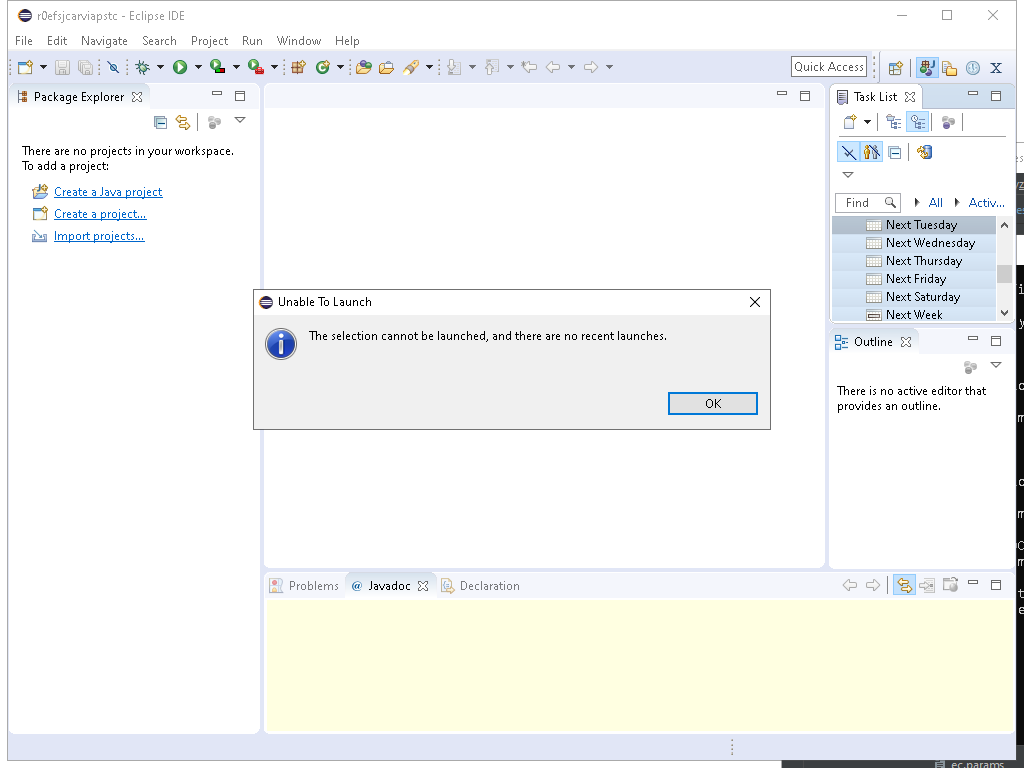 r0efsjcarviapstc - Eclipse IDE
File Edit Navigate Search Project Run Window Help
Quick Access
Package Explorer
There are no projects in your workspace.
To add a project:
Create a Java project
Create a project...
Import projects...
Task List
Find All Activ...
Next Tuesday
Next Wednesday
Next Thursday
Next Friday
Next Saturday
Next Week
Unable To Launch
The selection cannot be launched, and there are no recent launches.
OK
Outline
There is no active editor that
provides an outline.
Problems @ Javadoc Declaration
ec.params